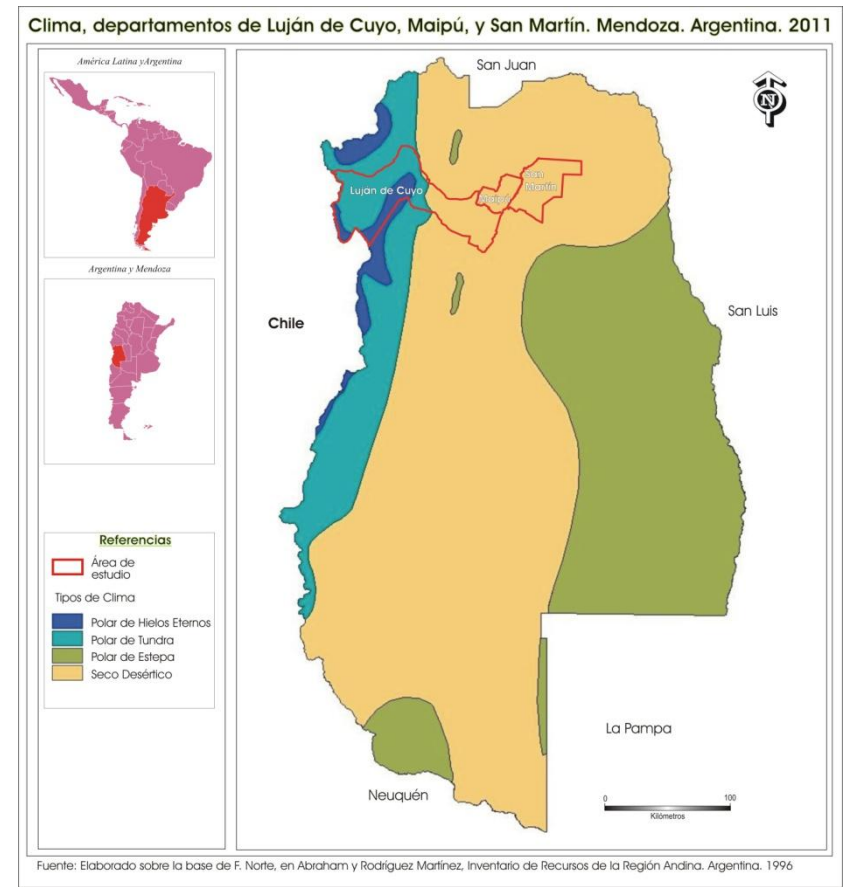 Clima, departamentos de Luján de Cuyo, Maipú, y San Martín. Mendoza. Argentina. 2011
América Latina yArgentina
Argentina y Mendoza
Referencias
Área de
estudio
Tipos de Clima
Polar de Hielos Eternos
Polar de Tundra
Polar de Estepa
Seco Desértico
San Juan
N
Luján de Cuyo
Maipú
San
Martín
Chile
San Luis
La Pampa
Neuquén
0
100
Kilómetros
Fuente: Elaborado sobre la base de F. Norte, en Abraham y Rodríguez Martínez, Inventario de Recursos de la Región Andina. Argentina. 1996